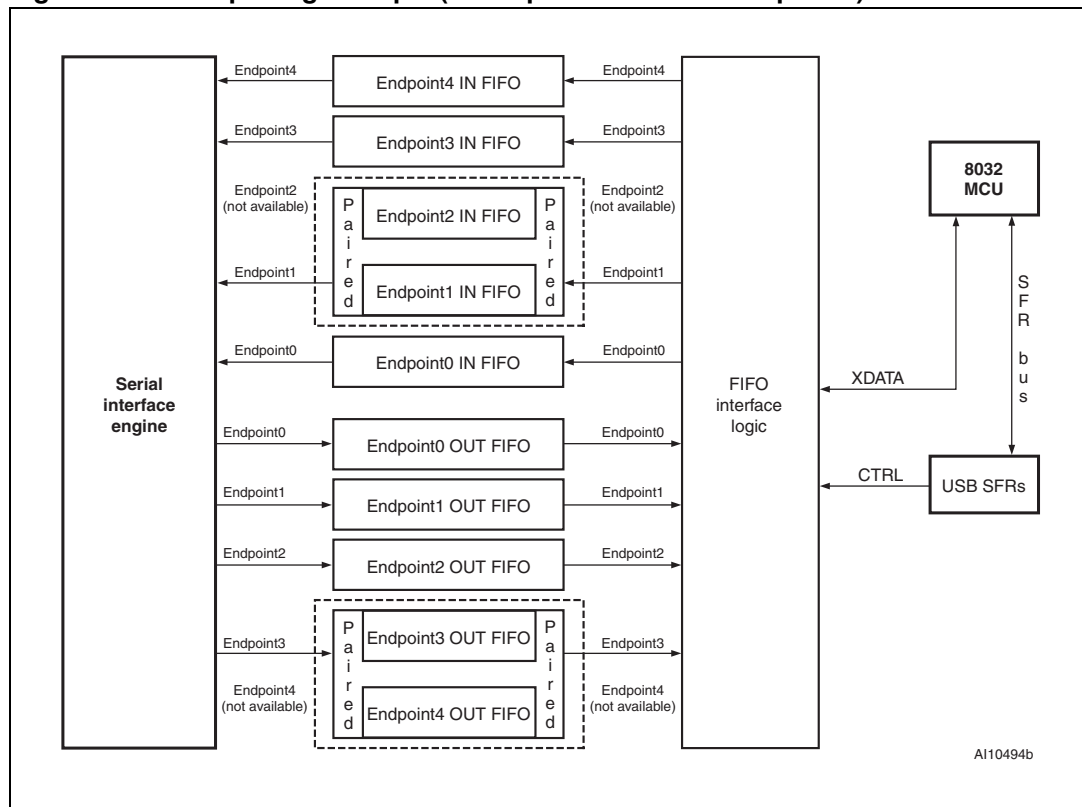 Endpoint4
Endpoint4 IN FIFO
Endpoint4
Endpoint3
Endpoint3 IN FIFO
Endpoint3
Endpoint2
(not available)
Paired
Endpoint2 IN FIFO
Paired
Endpoint2
(not available)
Endpoint1
Endpoint1 IN FIFO
Endpoint1
Endpoint0
Endpoint0 IN FIFO
Endpoint0
Serial
interface
engine
FIFO
interface
logic
8032
MCU
SFR bus
XDATA
CTRL
USB SFRs
Endpoint0
Endpoint0 OUT FIFO
Endpoint0
Endpoint1
Endpoint1 OUT FIFO
Endpoint1
Endpoint2
Endpoint2 OUT FIFO
Endpoint2
Endpoint3
Paired
Endpoint3 OUT FIFO
Paired
Endpoint3
Endpoint4
(not available)
Endpoint4 OUT FIFO
Endpoint4
(not available)
AI10494b